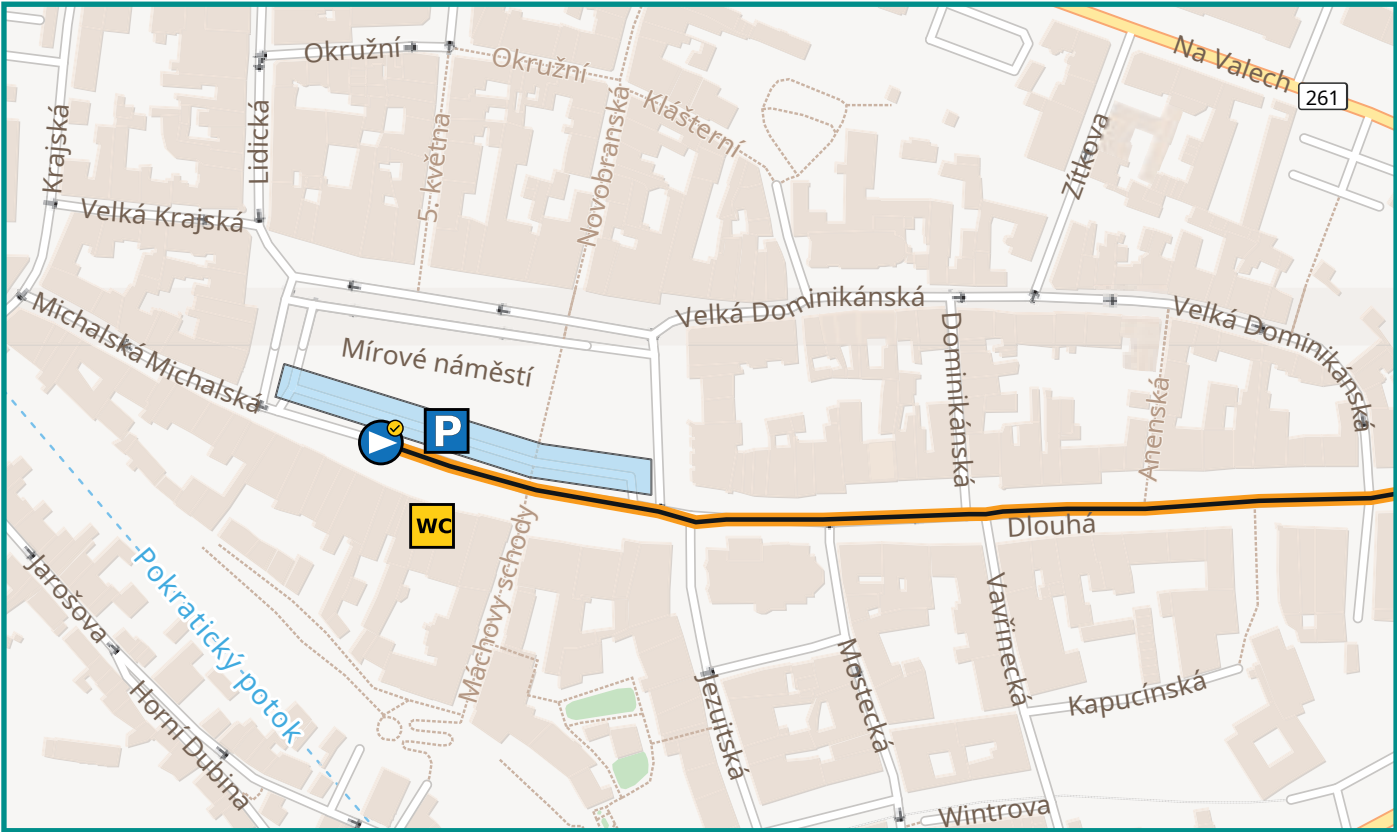 Okružní
Okružní
Na Valech
261
Klášterní
Krajská
Lidická
5. května
Novobranská
Zítkova
Velká Krajská
Michalská
Michalská
Mírové náměstí
Velká Dominikánská
Velká Dominikánská
Dominikánská
Anenská
P
WC
Dlouhá
Jarošova
Pokratický potok
Horní Dubina
Máchovy schody
Jezuitská
Mostecká
Vavřinecká
Kapucínská
Wintrova